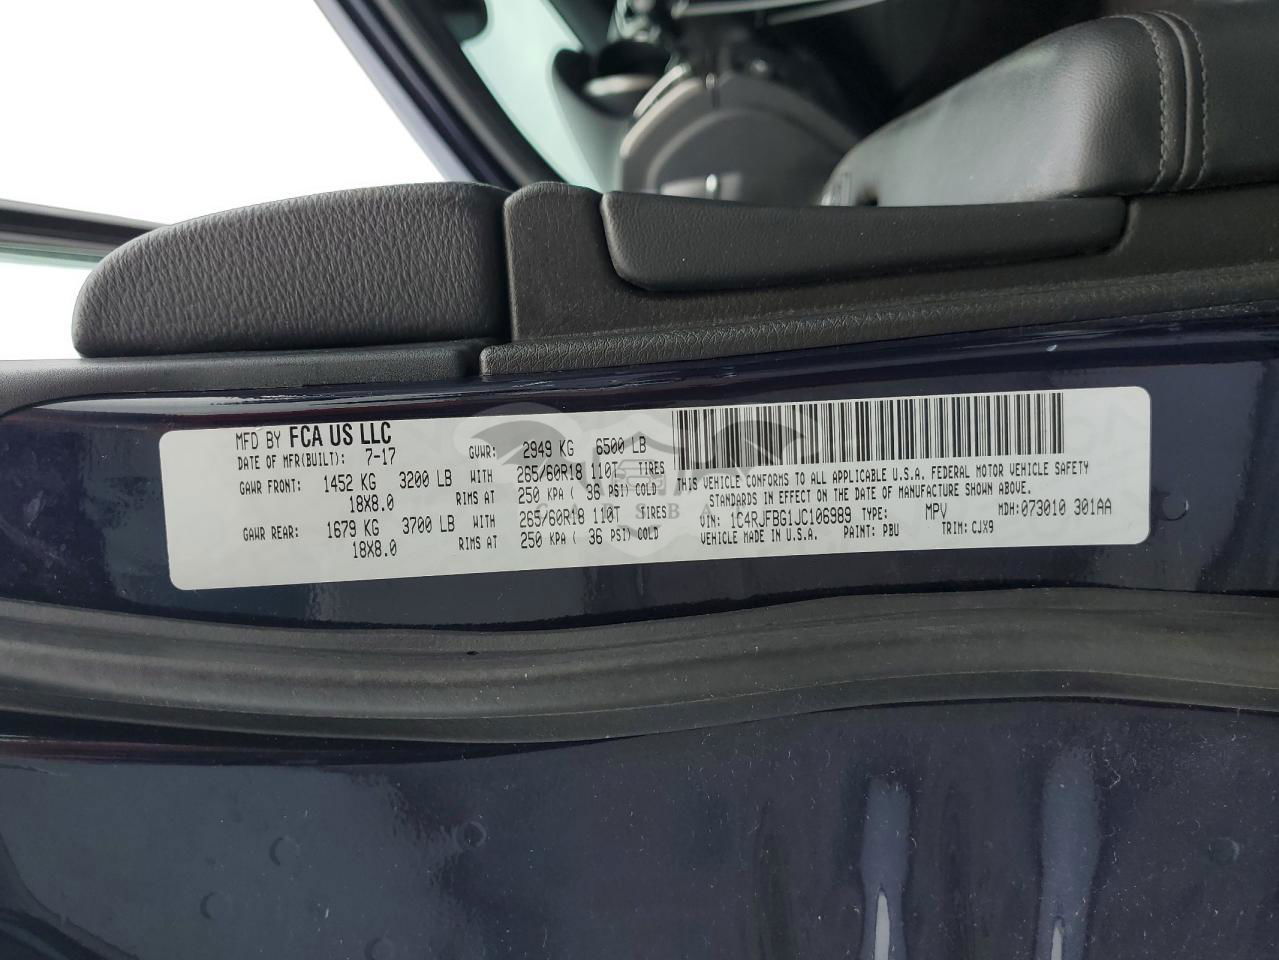 MFD BY FCA US LLC
DATE OF MFR(BUILT): 7-17 GVWR: 2949 KG 6500 LB
GAWR FRONT: 1452 KG 3200 LB WITH 265/60R18 110T TIRES
18X8.0 RIMS AT 250 KPA ( 36 PSI) COLD
GAWR REAR: 1679 KG 3700 LB WITH 265/60R18 110T TIRES
18X8.0 RIMS AT 250 KPA ( 36 PSI) COLD
THIS VEHICLE CONFORMS TO ALL APPLICABLE U.S.A. FEDERAL MOTOR VEHICLE SAFETY
STANDARDS IN EFFECT ON THE DATE OF MANUFACTURE SHOWN ABOVE.
VIN: 1C4RJFBG1JC106989 TYPE: MPV MDH:073010 301AA
VEHICLE MADE IN U.S.A. PAINT: PBU TRIM: CJX9